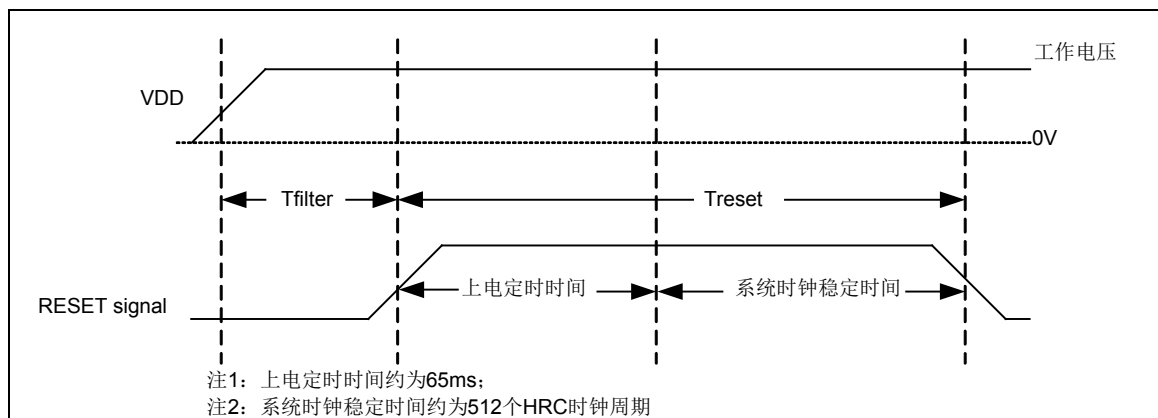 工作电压
VDD
0V
Tfilter
Treset
上电定时时间
系统时钟稳定时间
RESET signal
注1：上电定时时间约为65ms；
注2：系统时钟稳定时间约为512个HRC时钟周期